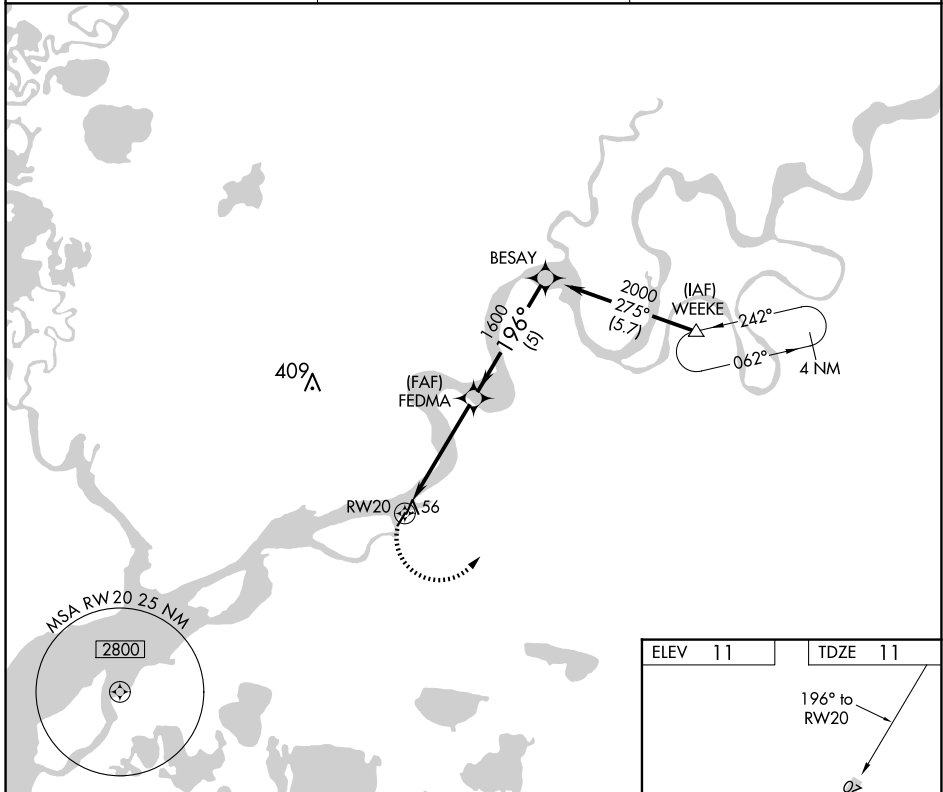 BESAY
2000
275°
(5.7)
(IAF)
WEEKE
242°
062°
4 NM
1600
196°
(5)
409
(FAF)
FEDMA
RW20
56
MSA RW20 25 NM
2800
ELEV 11
TDZE 11
196° to
RW20
20